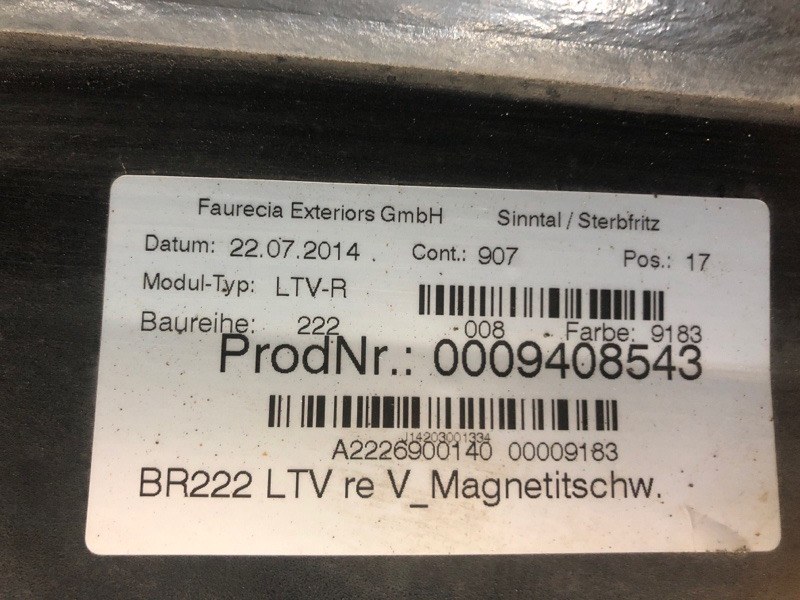 Faurecia Exteriors GmbH Sinntal / Sterbfritz
Datum: 22.07.2014 Cont.: 907 Pos.: 17
Modul-Typ: LTV-R
Baureihe: 222 008 Farbe: 9183
ProdNr.: 0009408543
J14203001334
A2226900140 00009183
BR222 LTV re V_Magnetitschw.